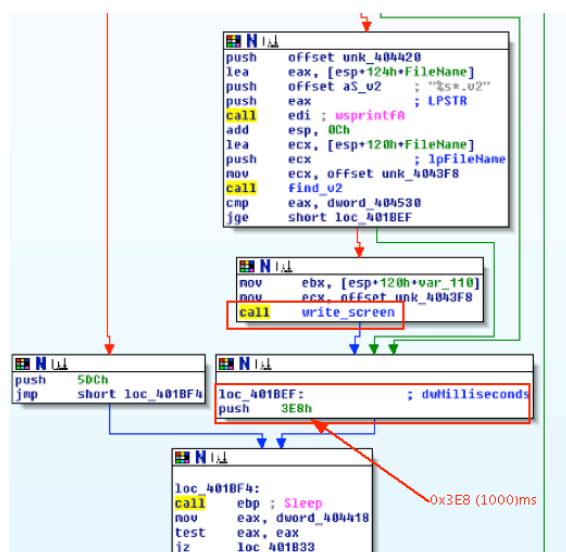 push offset unk_404420
lea eax, [esp+124h+FileName]
push offset aS_v2 ; "%s*.v2"
push eax ; LPSTR
call edi ; wsprintfA
add esp, 0Ch
lea ecx, [esp+120h+FileName]
push ecx ; lpFileName
mov ecx, offset unk_4043F8
call find_v2
cmp eax, dword_404530
jge short loc_401BEF
mov ebx, [esp+120h+var_110]
mov ecx, offset unk_4043F8
call write_screen
push 5DCh
jmp short loc_401BF4
loc_401BEF: ; dwMilliseconds
push 3E8h
0x3E8 (1000)ms
loc_401BF4:
call ebp ; Sleep
mov eax, dword_404418
test eax, eax
jz loc_401B33